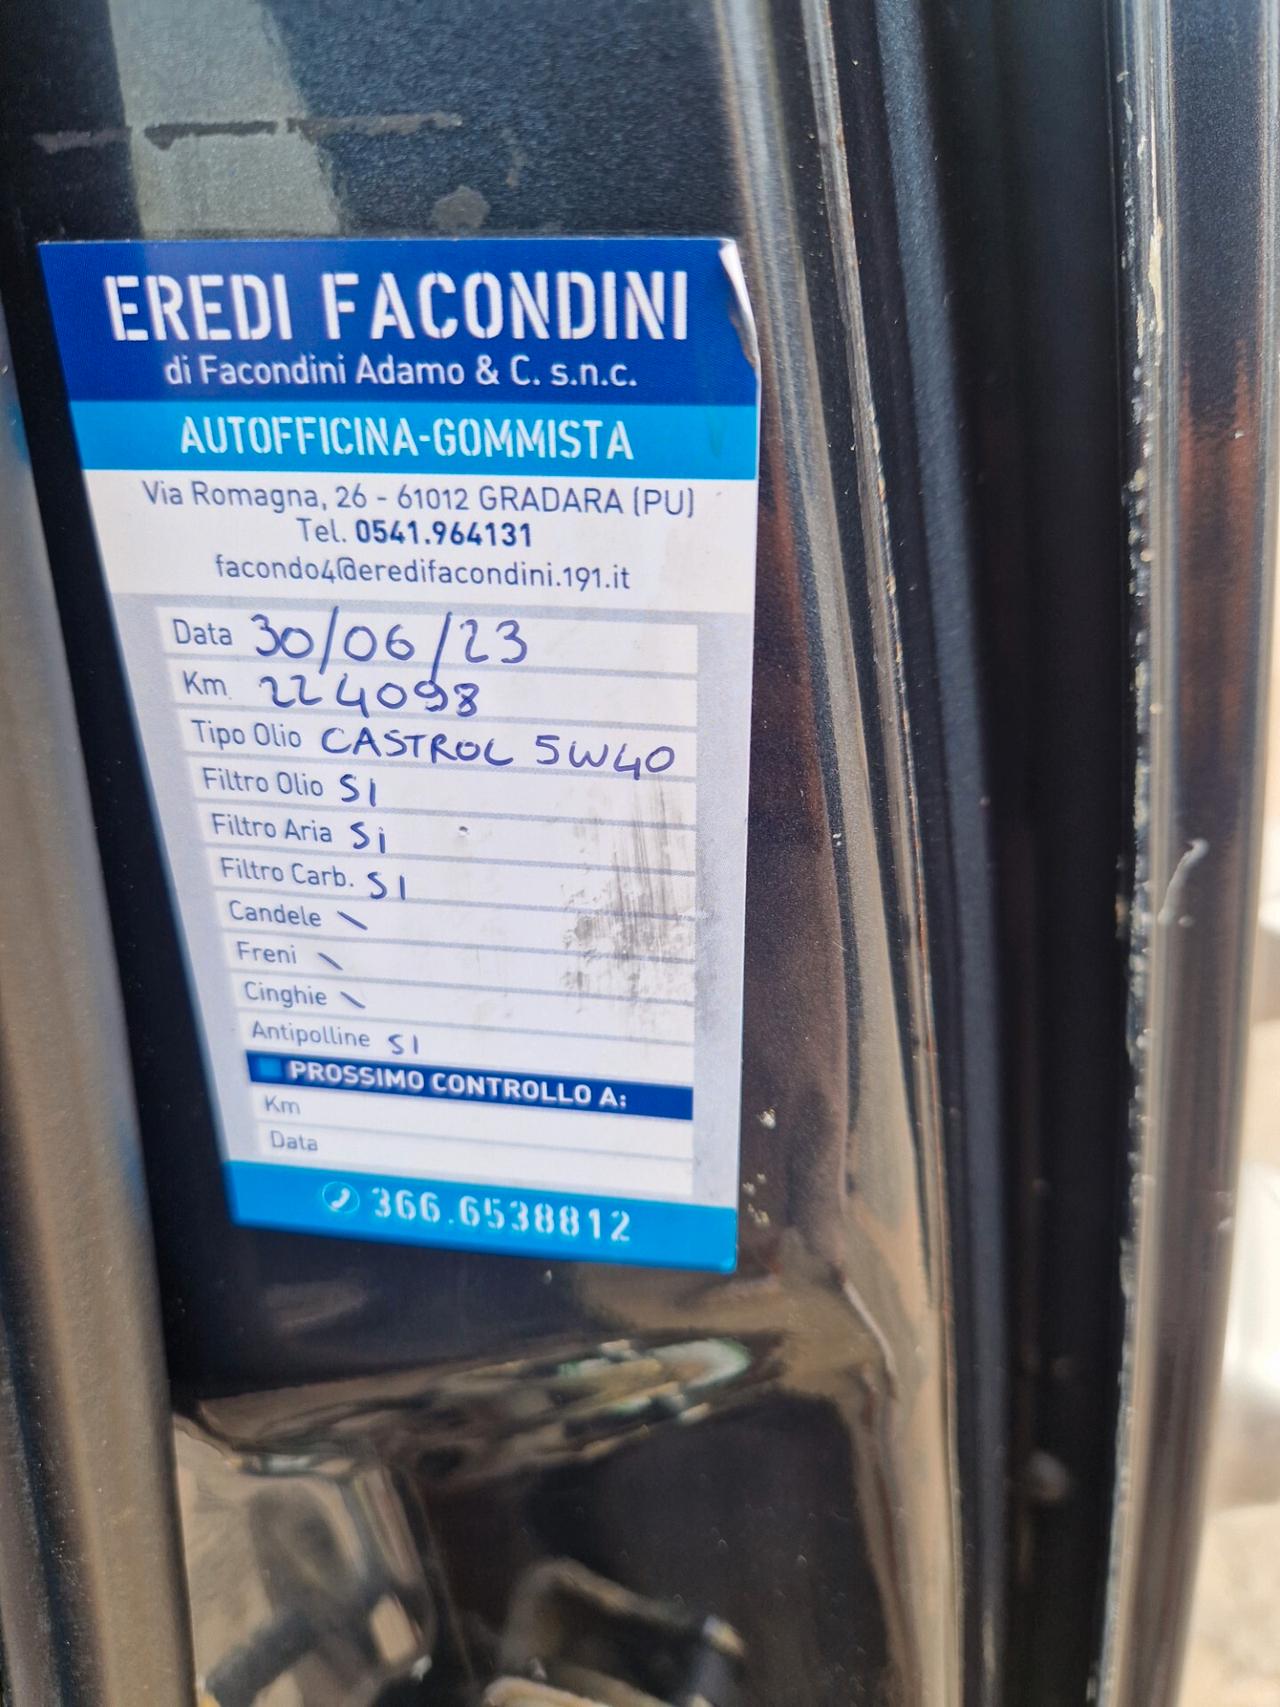 EREDI FACONDINI
di Facondini Adamo & C. s.n.c.
AUTOFFICINA-GOMMISTA
Via Romagna, 26 - 61012 GRADARA (PU)
Tel. 0541.964131
facondo4@eredifacondini.191.it
Data 30/06/23
Km 224098
Tipo Olio CASTROL 5W40
Filtro Olio SI
Filtro Aria Si
Filtro Carb. SI
Candele \
Freni \
Cinghie \
Antipolline SI
PROSSIMO CONTROLLO A:
Km
Data
366.6538812